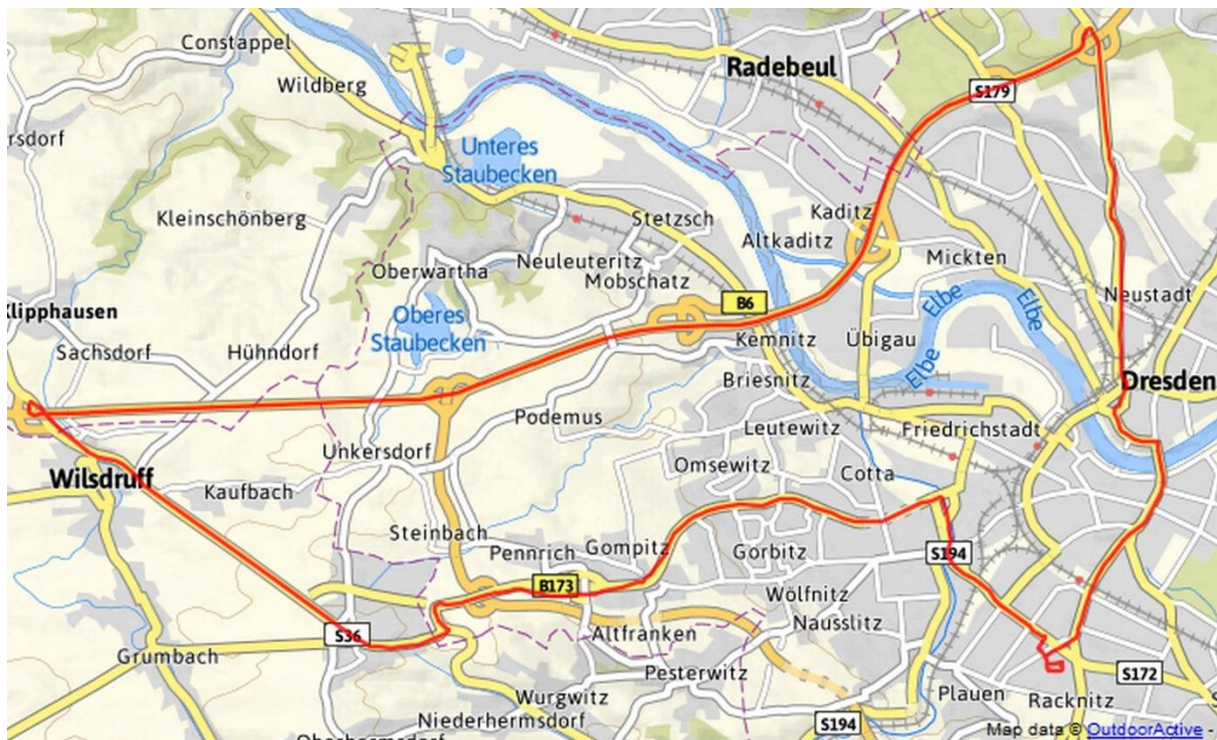 Constappel
Wildberg
Radebeul
S179
rsdorf
Unteres
Staubecken
Kleinschönberg
Stetzsch
Kaditz
Altkaditz
Mickten
Oberwartha
Neuleuteritz
Mobschatz
Elbe
Elbe
Neustadt
B6
Klipphausen
Oberes
Staubecken
Sachsdorf
Hühndorf
Kemnitz
Übigau
Elbe
Briesnitz
Dresden
Podemus
Leutewitz
Friedrichstadt
Unkersdorf
Omsewitz
Cotta
Wilsdruff
Kaufbach
Steinbach
Pennrich
Gompitz
Gorbitz
S194
B173
Wölfnitz
Nausslitz
S36
Altfranken
Grumbach
Pesterwitz
S172
Wurgwitz
Plauen
Racknitz
Niederhermsdorf
S194
Map data © OutdoorActive -